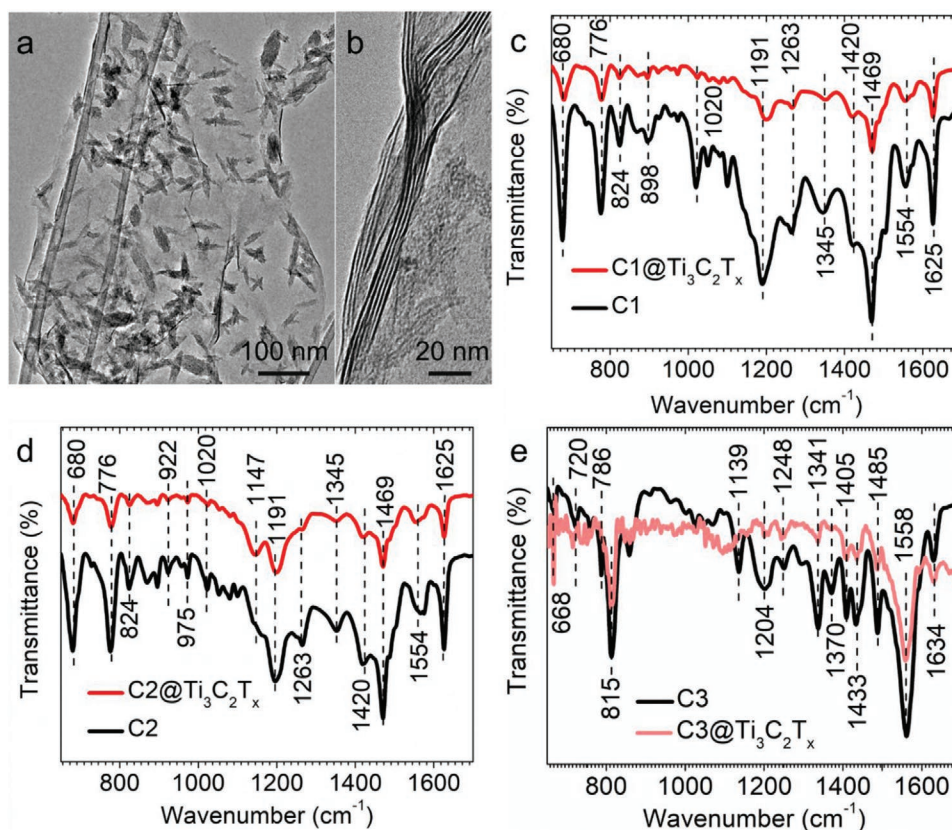 a
100 nm
b
20 nm
c
680
776
824
898
1020
1191
1263
1345
1420
1469
1554
1625
C1@Ti₃C₂Tₓ
C1
Transmittance (%)
800 1000 1200 1400 1600
Wavenumber (cm⁻¹)
d
680
776
824
922
975
1020
1147
1191
1263
1345
1420
1469
1554
1625
C2@Ti₃C₂Tₓ
C2
Transmittance (%)
800 1000 1200 1400 1600
Wavenumber (cm⁻¹)
e
668
720
786
815
1139
1204
1248
1341
1370
1405
1433
1485
1558
1634
C3
C3@Ti₃C₂Tₓ
Transmittance (%)
800 1000 1200 1400 1600
Wavenumber (cm⁻¹)